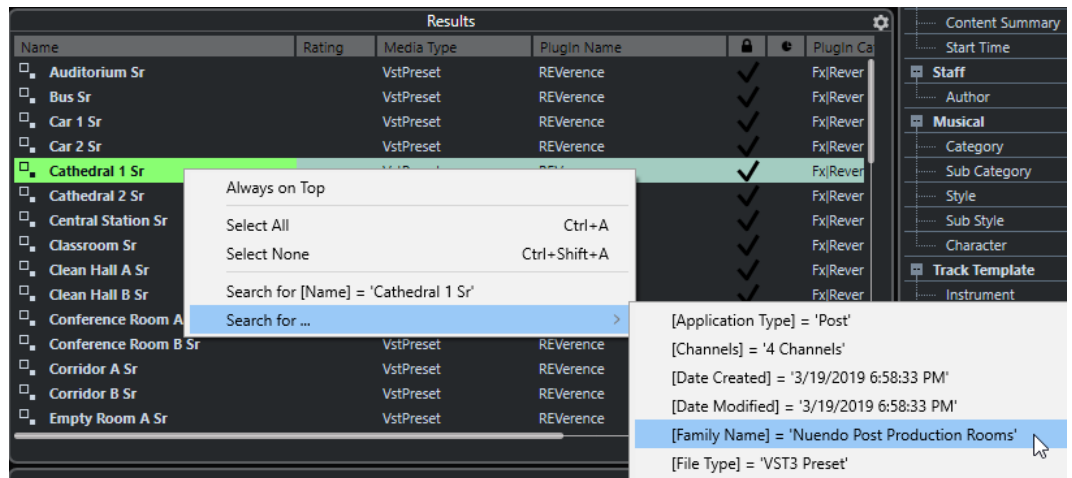 Results
Name Rating Media Type PlugIn Name PlugIn Ca
Auditorium Sr VstPreset REVerence Fx|Rever
Bus Sr VstPreset REVerence Fx|Rever
Car 1 Sr VstPreset REVerence Fx|Rever
Car 2 Sr VstPreset REVerence Fx|Rever
Cathedral 1 Sr Fx|Rever
Cathedral 2 Sr Fx|Rever
Central Station Sr Fx|Rever
Classroom Sr Fx|Rever
Clean Hall A Sr Fx|Rever
Clean Hall B Sr Fx|Rever
Conference Room A
Conference Room B Sr VstPreset REVerence
Corridor A Sr VstPreset REVerence
Corridor B Sr VstPreset REVerence
Empty Room A Sr VstPreset REVerence
Always on Top
Select All Ctrl+A
Select None Ctrl+Shift+A
Search for [Name] = 'Cathedral 1 Sr'
Search for ...
[Application Type] = 'Post'
[Channels] = '4 Channels'
[Date Created] = '3/19/2019 6:58:33 PM'
[Date Modified] = '3/19/2019 6:58:33 PM'
[Family Name] = 'Nuendo Post Production Rooms'
[File Type] = 'VST3 Preset'
Content Summary
Start Time
Staff
Author
Musical
Category
Sub Category
Style
Sub Style
Character
Track Template
Instrument